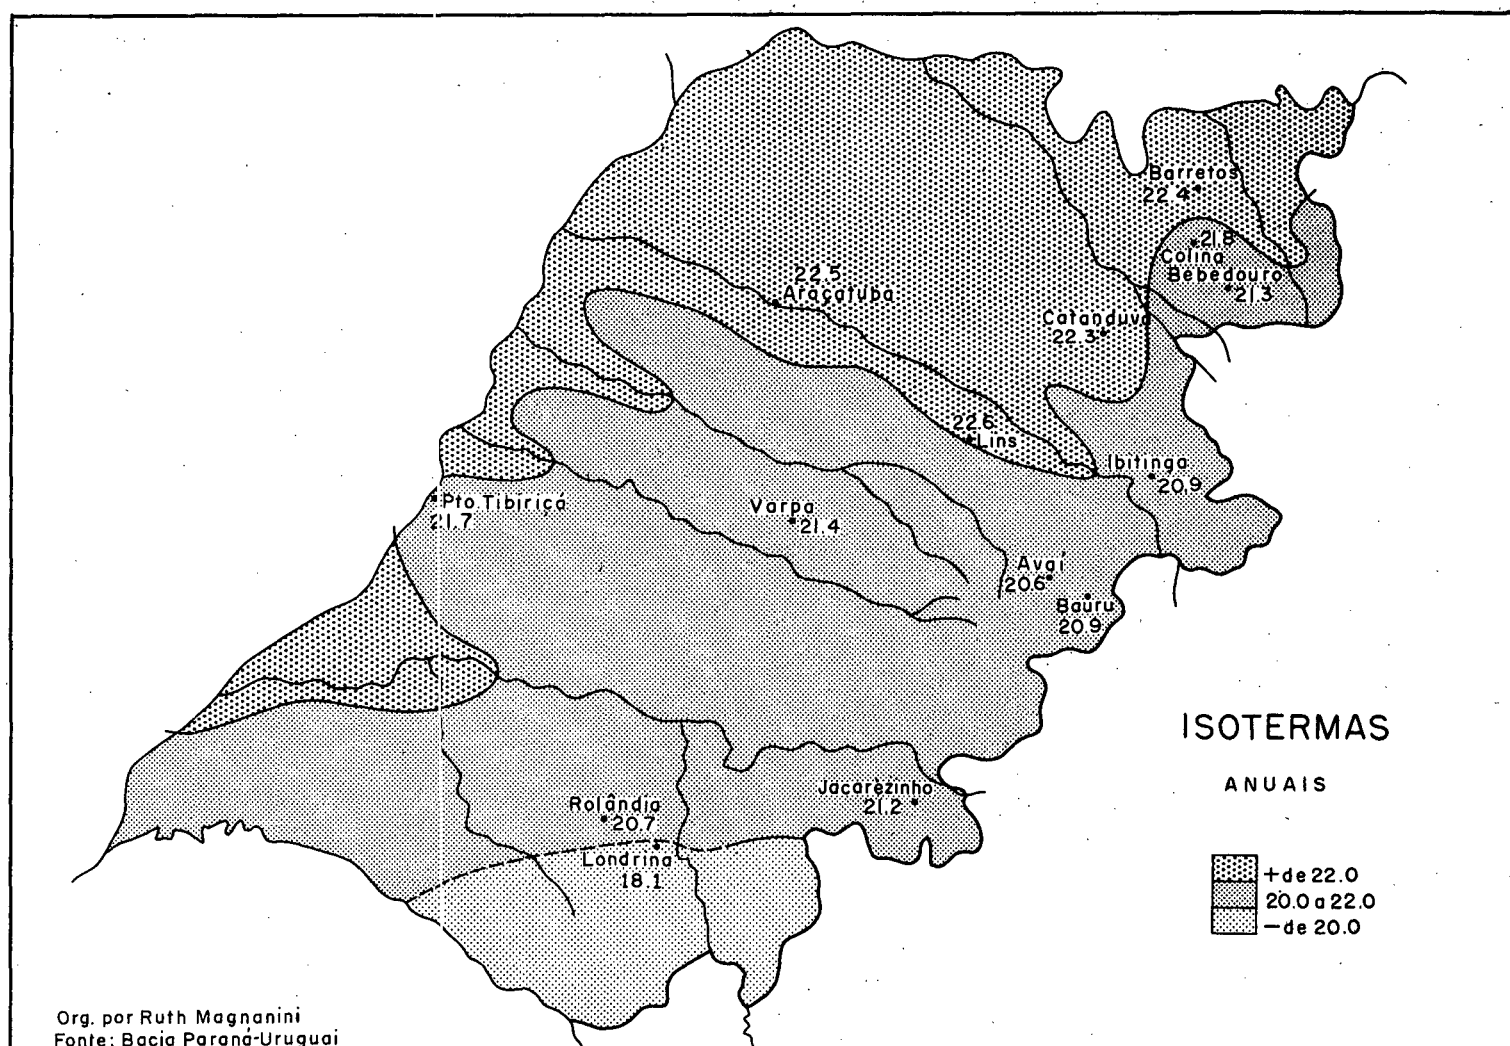 Barretos
22.4
21.8
Colina
Bebedouro
21.3
22.5
Araçatuba
Catanduva
22.3
22.6
Lins
Ibitinga
20.9
Pto. Tibiriçá
21.7
Varpa
21.4
Avaí
20.6
Bauru
20.9
ISOTERMAS
ANUAIS
Jacarèzinho
21.2
Rolândia
20.7
Londrina
18.1
+de 22.0
20.0 a 22.0
-de 20.0
Org. por Ruth Magnanini
Fonte: Bacia Paraná-Uruguai